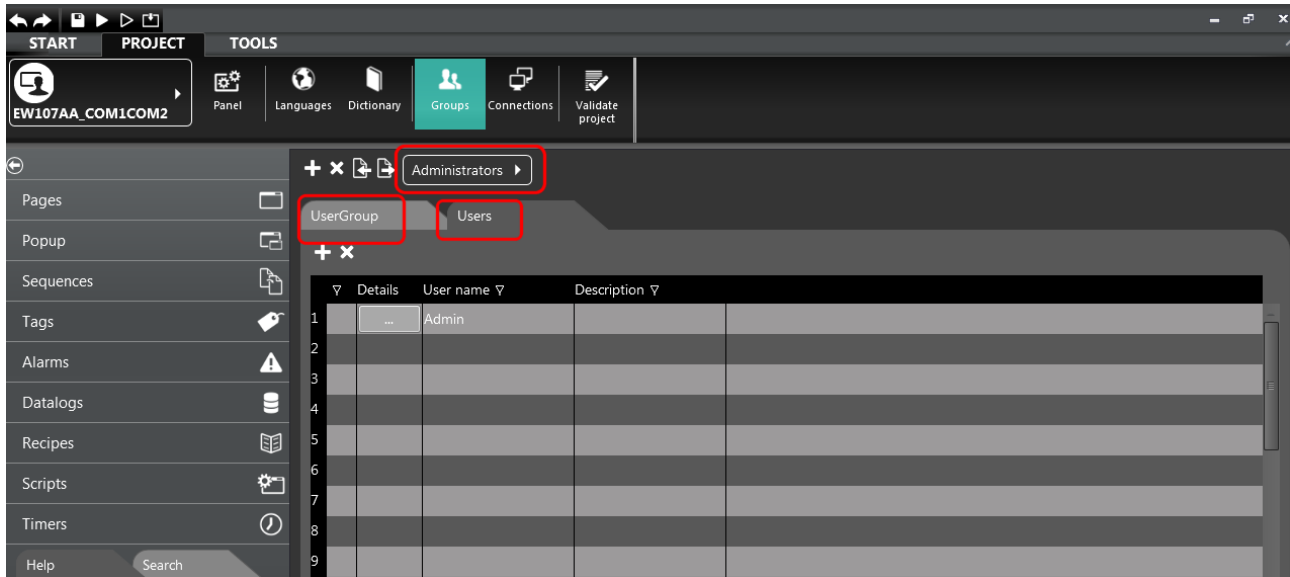 START PROJECT TOOLS
EW107AA_COM1COM2
Panel
Languages
Dictionary
Groups
Connections
Validate
project
Administrators
Pages
Popup
Sequences
Tags
Alarms
Datalogs
Recipes
Scripts
Timers
Help Search
UserGroup Users
Details User name Description
1 ... Admin
2
3
4
5
6
7
8
9